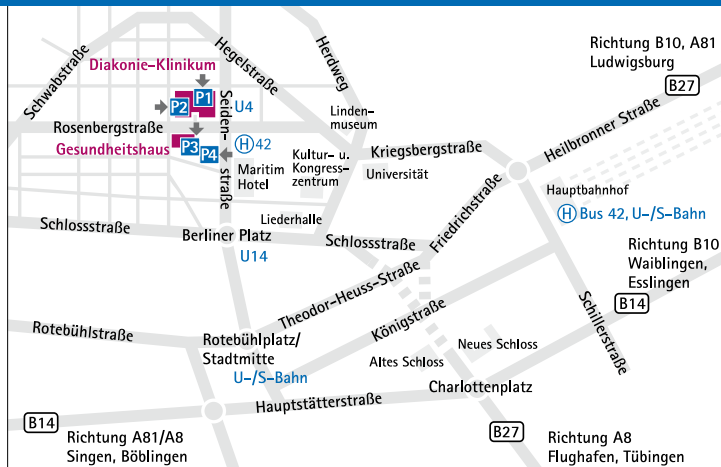 Schwabstraße
Hegelstraße
Herdweg
Richtung B10, A81
Ludwigsburg
B27
Diakonie-Klinikum
P1
P2
Seiden-
straße
U4
Linden-
museum
Heilbronner Straße
Rosenbergstraße
H 42
Gesundheitshaus
P3
P4
Maritim
Hotel
Kultur- u.
Kongress-
zentrum
Kriegsbergstraße
Universität
Hauptbahnhof
H Bus 42, U-/S-Bahn
Friedrichstraße
Schlossstraße
Liederhalle
Berliner Platz
U14
Schlossstraße
Richtung B10
Waiblingen,
Esslingen
B14
Theodor-Heuss-Straße
Königstraße
Schillerstraße
Rotebühlstraße
Rotebühlplatz/
Stadtmitte
U-/S-Bahn
Neues Schloss
Altes Schloss
Charlottenplatz
Hauptstätterstraße
B14
Richtung A81/A8
Singen, Böblingen
B27
Richtung A8
Flughafen, Tübingen